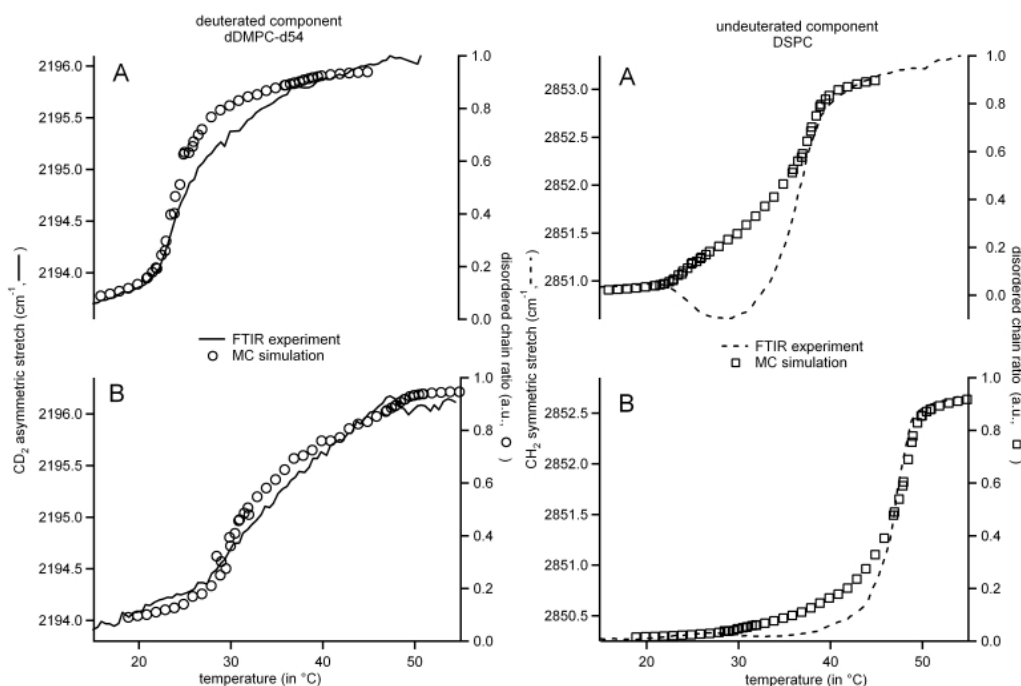 deuterated component
dDMPC-d54
undeuterated component
DSPC
A
2196.0
2195.5
2195.0
2194.5
2194.0
1.0
0.8
0.6
0.4
0.2
0.0
A
2853.0
2852.5
2852.0
2851.5
2851.0
1.0
0.8
0.6
0.4
0.2
0.0
CD2 asymmetric stretch (cm-1, )
disordered chain ratio (a.u., )
CH2 symmetric stretch (cm-1, )
disordered chain ratio (a.u., )
FTIR experiment
MC simulation
FTIR experiment
MC simulation
B
2196.0
2195.5
2195.0
2194.5
2194.0
1.0
0.8
0.6
0.4
0.2
0.0
B
2852.5
2852.0
2851.5
2851.0
2850.5
1.0
0.8
0.6
0.4
0.2
0.0
20 30 40 50
temperature (in °C)
20 30 40 50
temperature (in °C)